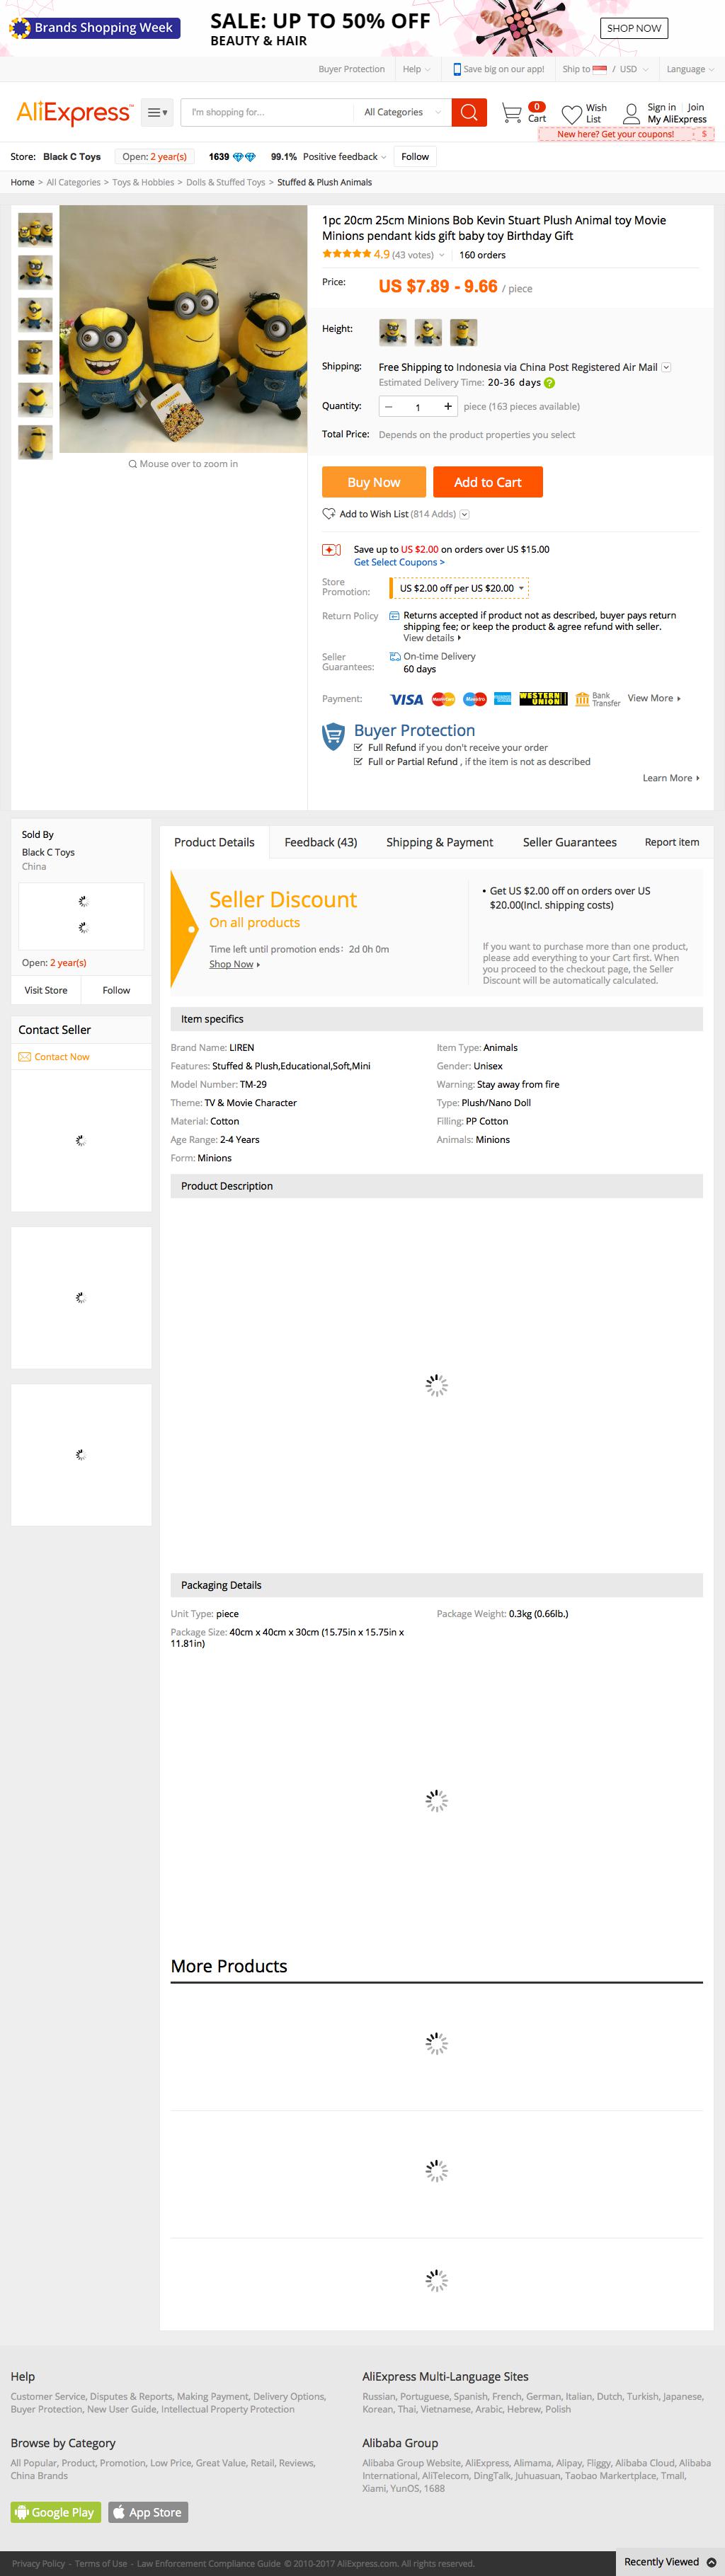 Brands Shopping Week
SALE: UP TO 50% OFF
BEAUTY & HAIR
SHOP NOW
Buyer Protection
Help
Save big on our app!
Ship to / USD
Language
AliExpress™
I'm shopping for...
All Categories
0
Cart
Wish
List
Sign in Join
My AliExpress
New here? Get your coupons! $
Store: Black C Toys
Open: 2 year(s)
1639
99.1% Positive feedback
Follow
Home > All Categories > Toys & Hobbies > Dolls & Stuffed Toys > Stuffed & Plush Animals
1pc 20cm 25cm Minions Bob Kevin Stuart Plush Animal toy Movie
Minions pendant kids gift baby toy Birthday Gift
4.9 (43 votes)
160 orders
Price:
US $7.89 - 9.66 / piece
Height:
Shipping:
Free Shipping to Indonesia via China Post Registered Air Mail
Estimated Delivery Time: 20-36 days ?
Quantity:
1
+
piece (163 pieces available)
Total Price:
Depends on the product properties you select
Mouse over to zoom in
Buy Now
Add to Cart
Add to Wish List (814 Adds)
Save up to US $2.00 on orders over US $15.00
Get Select Coupons >
Store
Promotion:
US $2.00 off per US $20.00
Return Policy
Returns accepted if product not as described, buyer pays return
shipping fee; or keep the product & agree refund with seller.
View details
Seller
Guarantees:
On-time Delivery
60 days
Payment:
VISA
MasterCard
Maestro
WESTERN
UNION
Bank
Transfer
View More
Buyer Protection
Full Refund if you don't receive your order
Full or Partial Refund , if the item is not as described
Learn More
Sold By
Black C Toys
China
Open: 2 year(s)
Visit Store
Follow
Contact Seller
Contact Now
Product Details
Feedback (43)
Shipping & Payment
Seller Guarantees
Report item
Seller Discount
On all products
Time left until promotion ends: 2d 0h 0m
Shop Now
• Get US $2.00 off on orders over US
$20.00(Incl. shipping costs)
If you want to purchase more than one product,
please add everything to your Cart first. When
you proceed to the checkout page, the Seller
Discount will be automatically calculated.
Item specifics
Brand Name: LIREN
Item Type: Animals
Features: Stuffed & Plush,Educational,Soft,Mini
Gender: Unisex
Model Number: TM-29
Warning: Stay away from fire
Theme: TV & Movie Character
Type: Plush/Nano Doll
Material: Cotton
Filling: PP Cotton
Age Range: 2-4 Years
Animals: Minions
Form: Minions
Product Description
Packaging Details
Unit Type: piece
Package Weight: 0.3kg (0.66lb.)
Package Size: 40cm x 40cm x 30cm (15.75in x 15.75in x
11.81in)
More Products
Help
Customer Service, Disputes & Reports, Making Payment, Delivery Options,
Buyer Protection, New User Guide, Intellectual Property Protection
AliExpress Multi-Language Sites
Russian, Portuguese, Spanish, French, German, Italian, Dutch, Turkish, Japanese,
Korean, Thai, Vietnamese, Arabic, Hebrew, Polish
Browse by Category
All Popular, Product, Promotion, Low Price, Great Value, Retail, Reviews,
China Brands
Alibaba Group
Alibaba Group Website, AliExpress, Alimama, Alipay, Fliggy, Alibaba Cloud, Alibaba
International, AliTelecom, DingTalk, Juhuasuan, Taobao Markertplace, Tmall,
Xiami, YunOS, 1688
Google Play
App Store
Privacy Policy - Terms of Use - Law Enforcement Compliance Guide © 2010-2017 AliExpress.com. All rights reserved.
Recently Viewed